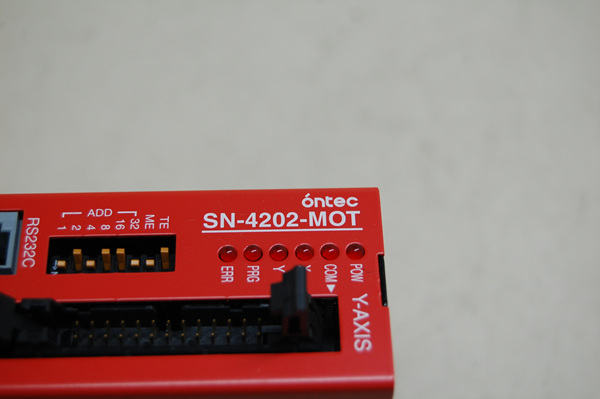 óntec
SN-4202-MOT
ADD
1 2 4 8 16 32 ME TE
RS232C
ERR PRG Y X COM▶ POW
Y-AXIS